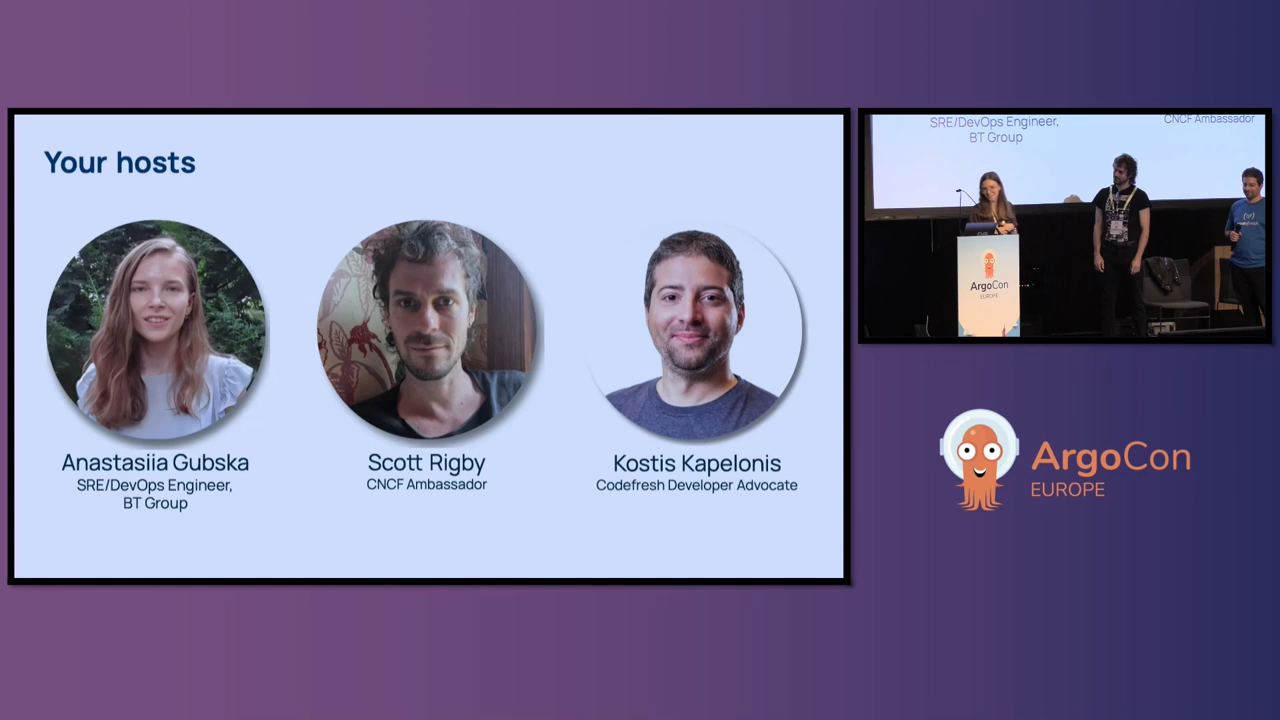 Your hosts
Anastasiia Gubska
SRE/DevOps Engineer,
BT Group
Scott Rigby
CNCF Ambassador
Kostis Kapelonis
Codefresh Developer Advocate
SRE/DevOps Engineer,
BT Group
CNCF Ambassador
ArgoCon
EUROPE
ArgoCon
EUROPE